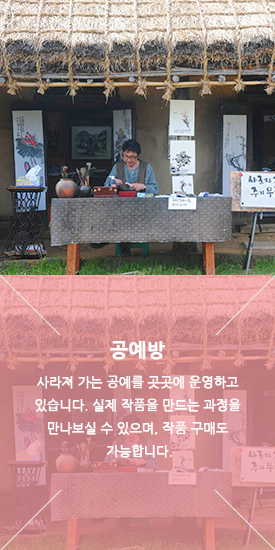 공예방
사라져 가는 공예를 곳곳에 운영하고
있습니다. 실제 작품을 만드는 과정을
만나보실 수 있으며, 작품 구매도
가능합니다.